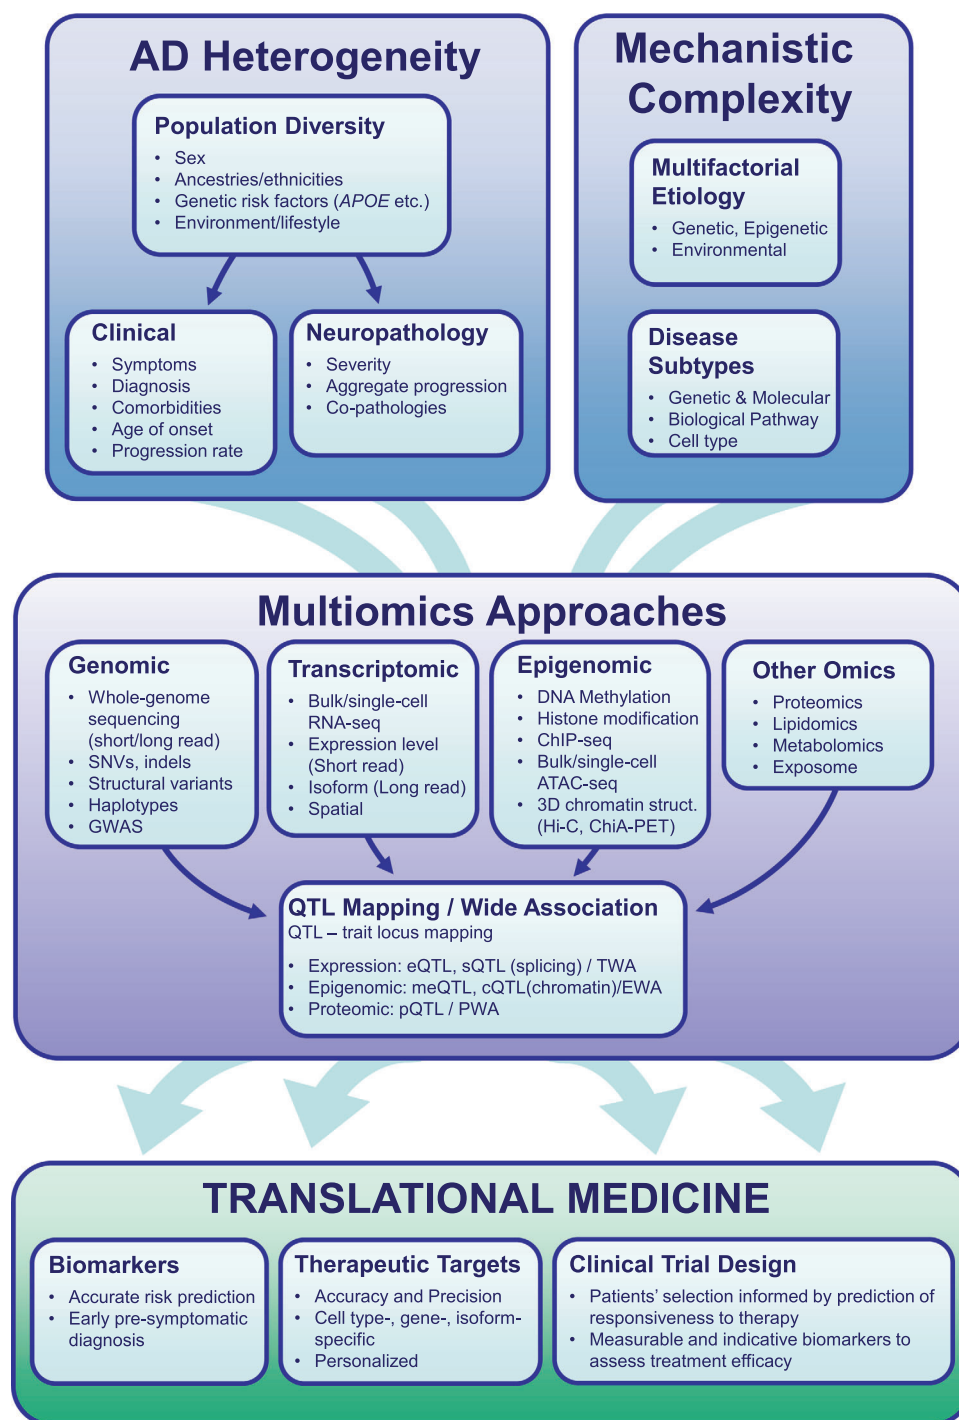 AD Heterogeneity
Population Diversity
• Sex
• Ancestries/ethnicities
• Genetic risk factors (APOE etc.)
• Environment/lifestyle
Clinical
• Symptoms
• Diagnosis
• Comorbidities
• Age of onset
• Progression rate
Neuropathology
• Severity
• Aggregate progression
• Co-pathologies
Mechanistic
Complexity
Multifactorial
Etiology
• Genetic, Epigenetic
• Environmental
Disease
Subtypes
• Genetic & Molecular
• Biological Pathway
• Cell type
Multiomics Approaches
Genomic
• Whole-genome
sequencing
(short/long read)
• SNVs, indels
• Structural variants
• Haplotypes
• GWAS
Transcriptomic
• Bulk/single-cell
RNA-seq
• Expression level
(Short read)
• Isoform (Long read)
• Spatial
Epigenomic
• DNA Methylation
• Histone modification
• ChIP-seq
• Bulk/single-cell
ATAC-seq
• 3D chromatin struct.
(Hi-C, ChiA-PET)
Other Omics
• Proteomics
• Lipidomics
• Metabolomics
• Exposome
QTL Mapping / Wide Association
QTL – trait locus mapping
• Expression: eQTL, sQTL (splicing) / TWA
• Epigenomic: meQTL, cQTL(chromatin)/EWA
• Proteomic: pQTL / PWA
TRANSLATIONAL MEDICINE
Biomarkers
• Accurate risk prediction
• Early pre-symptomatic
diagnosis
Therapeutic Targets
• Accuracy and Precision
• Cell type-, gene-, isoform-
specific
• Personalized
Clinical Trial Design
• Patients’ selection informed by prediction of
responsiveness to therapy
• Measurable and indicative biomarkers to
assess treatment efficacy